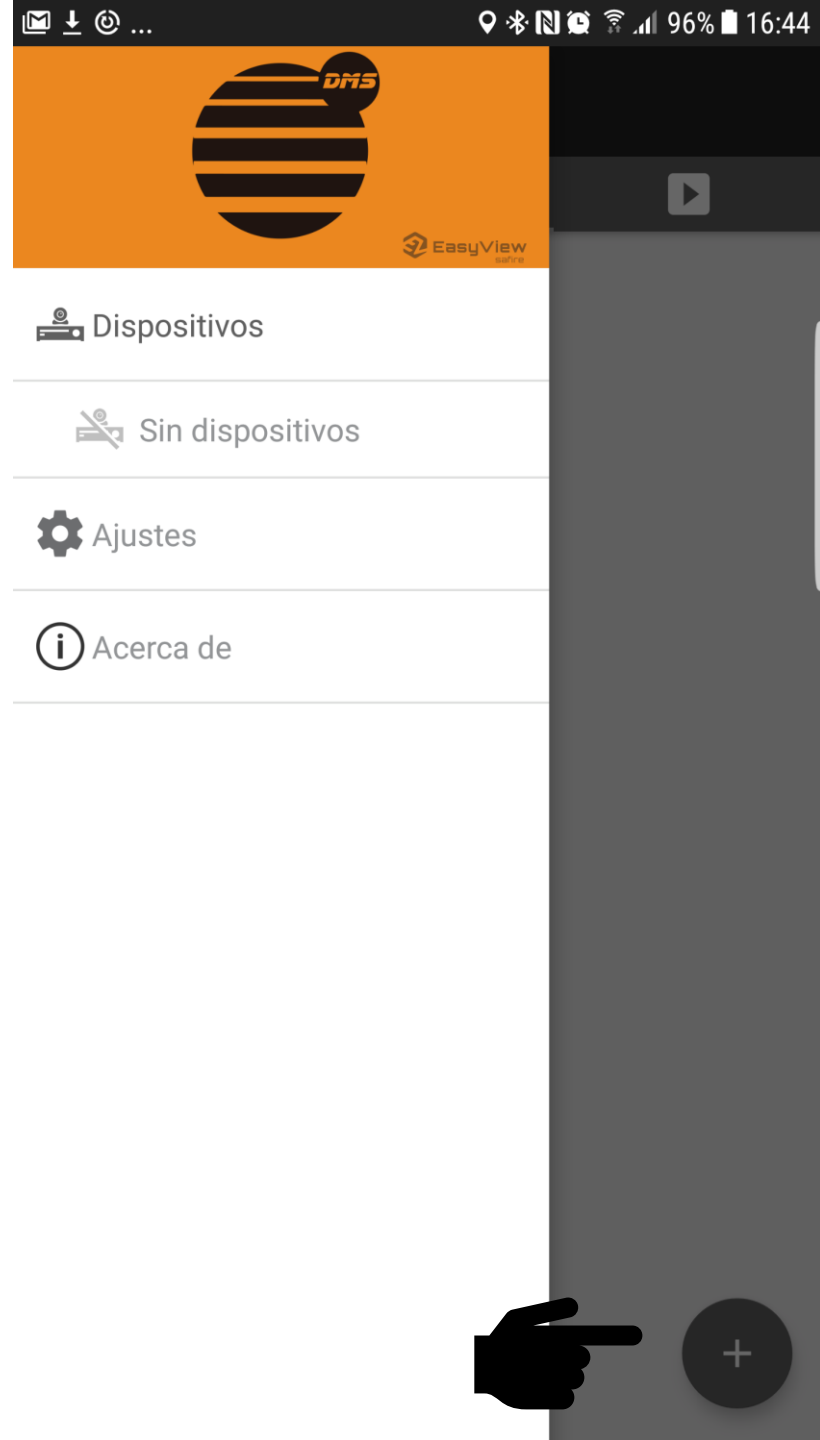 ... 96% 16:44
DMS
EasyView
safire
Dispositivos
Sin dispositivos
Ajustes
Acerca de